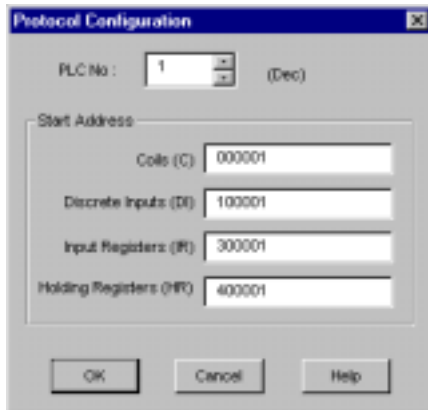 Protocol Configuration
PLC No : 1 (Dec)
Start Address
Coils (C) 000001
Discrete Inputs (DI) 100001
Input Registers (IR) 300001
Holding Registers (HR) 400001
OK Cancel Help